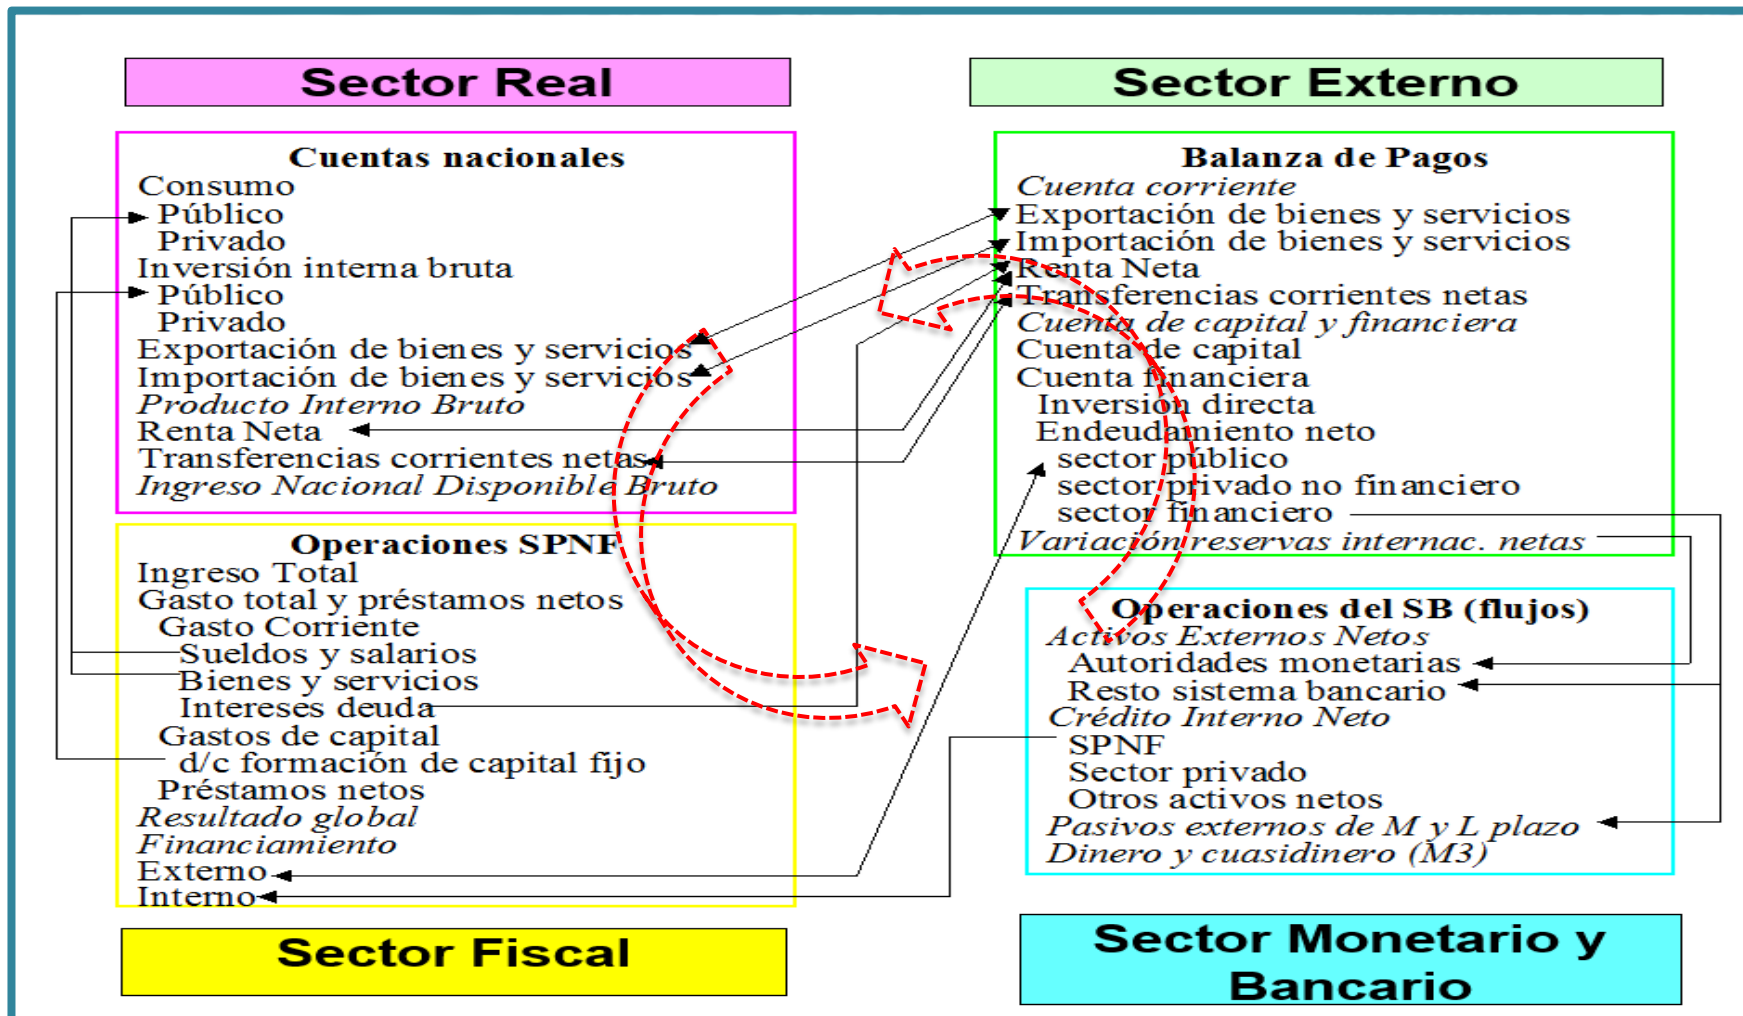 Sector Real
Cuentas nacionales
Consumo
Público
Privado
Inversión interna bruta
Público
Privado
Exportación de bienes y servicios
Importación de bienes y servicios
Producto Interno Bruto
Renta Neta
Transferencias corrientes netas
Ingreso Nacional Disponible Bruto
Operaciones SPNF
Ingreso Total
Gasto total y préstamos netos
Gasto Corriente
Sueldos y salarios
Bienes y servicios
Intereses deuda
Gastos de capital
d/c formación de capital fijo
Préstamos netos
Resultado global
Financiamiento
Externo
Interno
Sector Fiscal
Sector Externo
Balanza de Pagos
Cuenta corriente
Exportación de bienes y servicios
Importación de bienes y servicios
Renta Neta
Transferencias corrientes netas
Cuenta de capital y financiera
Cuenta de capital
Cuenta financiera
Inversión directa
Endeudamiento neto
sector público
sector privado no financiero
sector financiero
Variación reservas internac. netas
Operaciones del SB (flujos)
Activos Externos Netos
Autoridades monetarias
Resto sistema bancario
Crédito Interno Neto
SPNF
Sector privado
Otros activos netos
Pasivos externos de M y L plazo
Dinero y cuasidinero (M3)
Sector Monetario y
Bancario